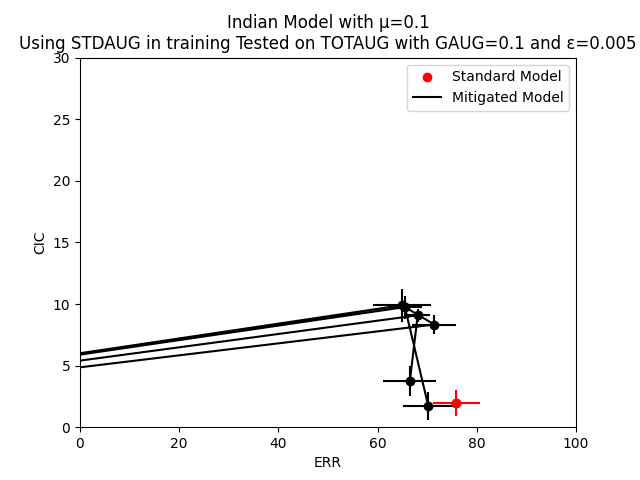 Indian Model with μ=0.1
Using STDAUG in training Tested on TOTAUG with GAUG=0.1 and ε=0.005
Standard Model
Mitigated Model
30
25
20
15
10
5
0
CIC
0 20 40 60 80 100
ERR